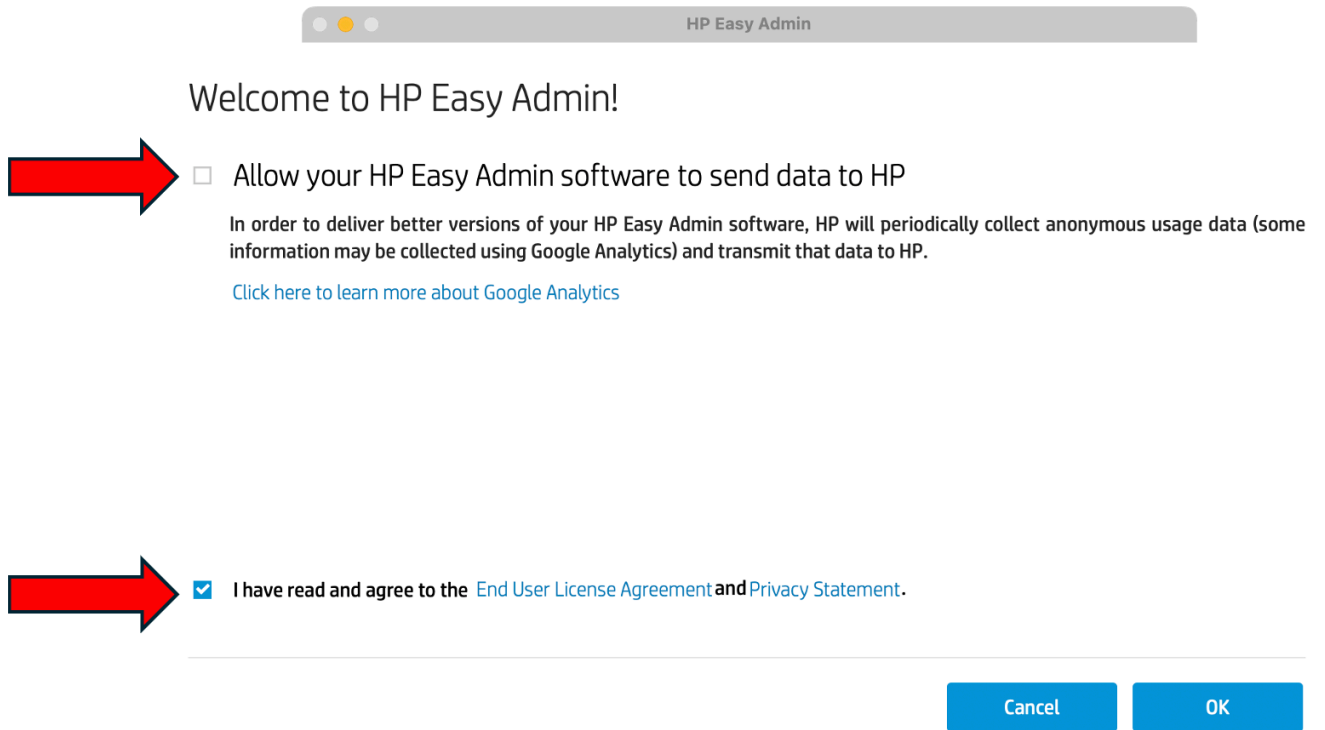 HP Easy Admin
Welcome to HP Easy Admin!
Allow your HP Easy Admin software to send data to HP
In order to deliver better versions of your HP Easy Admin software, HP will periodically collect anonymous usage data (some
information may be collected using Google Analytics) and transmit that data to HP.
Click here to learn more about Google Analytics
I have read and agree to the End User License Agreement and Privacy Statement.
Cancel OK